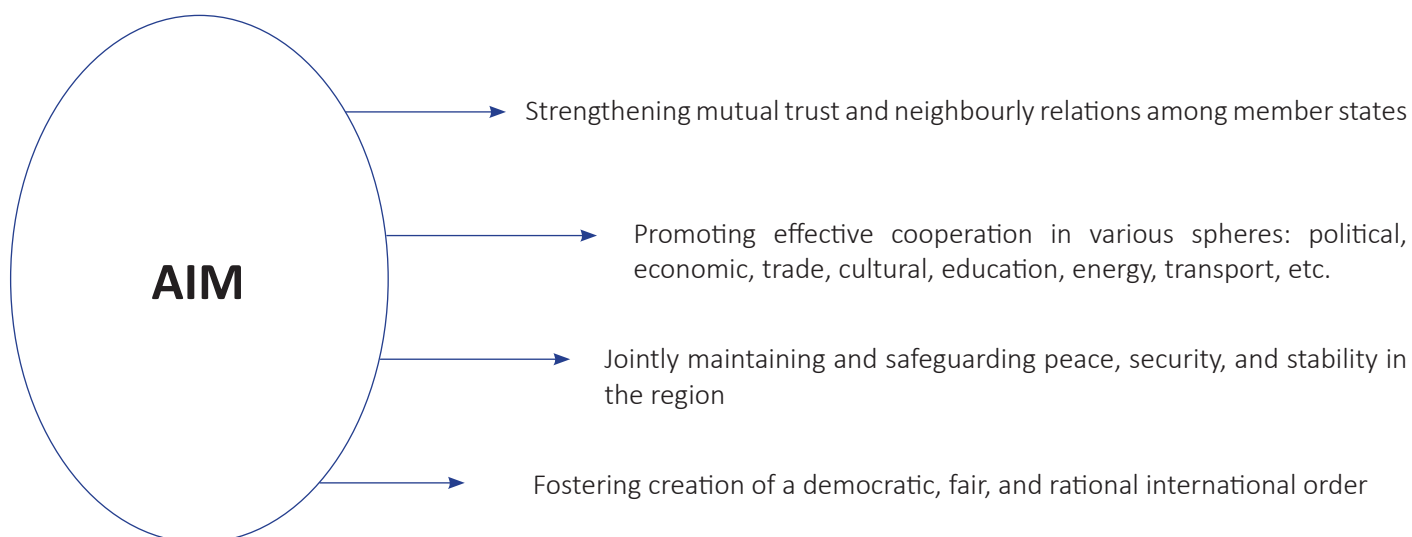 Strengthening mutual trust and neighbourly relations among member states
Promoting effective cooperation in various spheres: political,
economic, trade, cultural, education, energy, transport, etc.
AIM
Jointly maintaining and safeguarding peace, security, and stability in
the region
Fostering creation of a democratic, fair, and rational international order